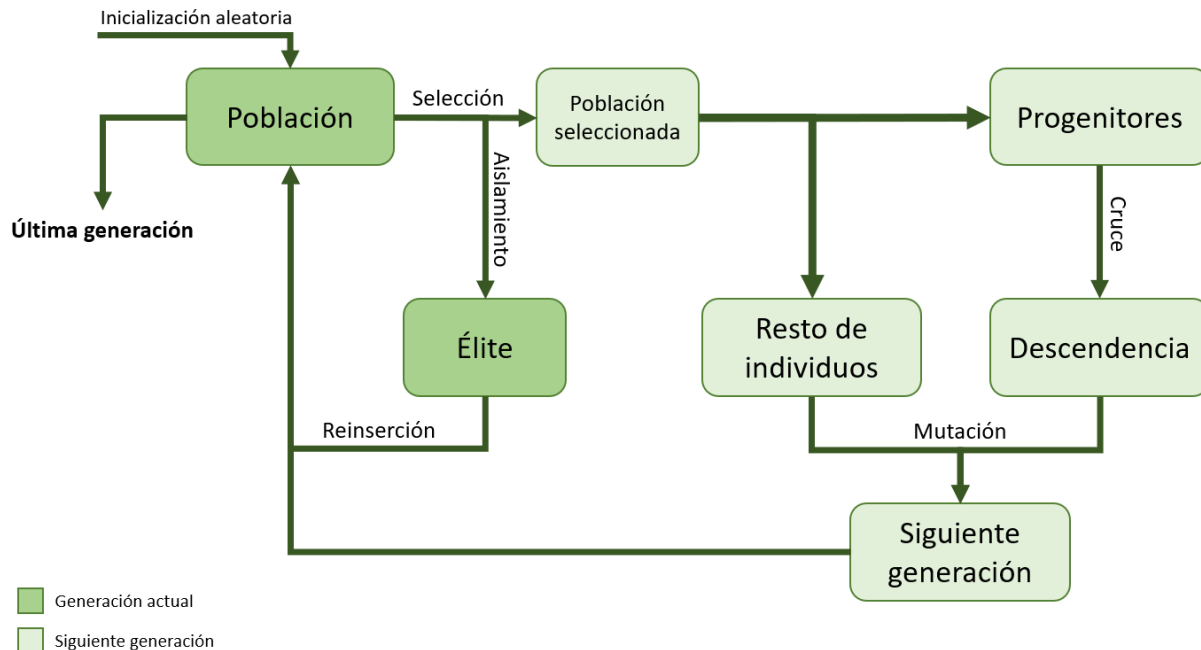 Inicialización aleatoria
Población
Selección
Población
seleccionada
Progenitores
Aislamiento
Cruce
Última generación
Élite
Resto de
individuos
Descendencia
Reinserción
Mutación
Siguiente
generación
Generación actual
Siguiente generación